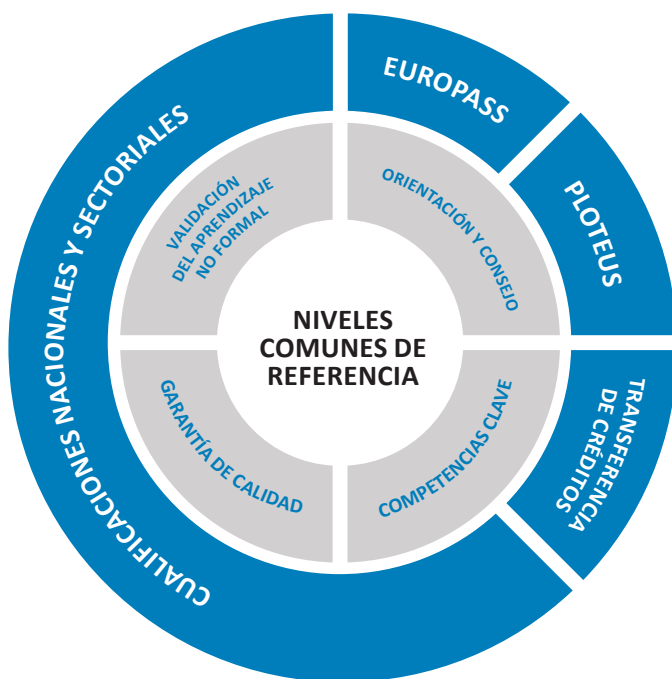 EUROPASS
PLOTEUS
TRANSFERENCIA
DE CRÉDITOS
CUALIFICACIONES NACIONALES Y SECTORIALES
VALIDACIÓN
DEL APRENDIZAJE
NO FORMAL
ORIENTACIÓN Y CONSEJO
COMPETENCIAS CLAVE
GARANTÍA DE CALIDAD
NIVELES
COMUNES DE
REFERENCIA